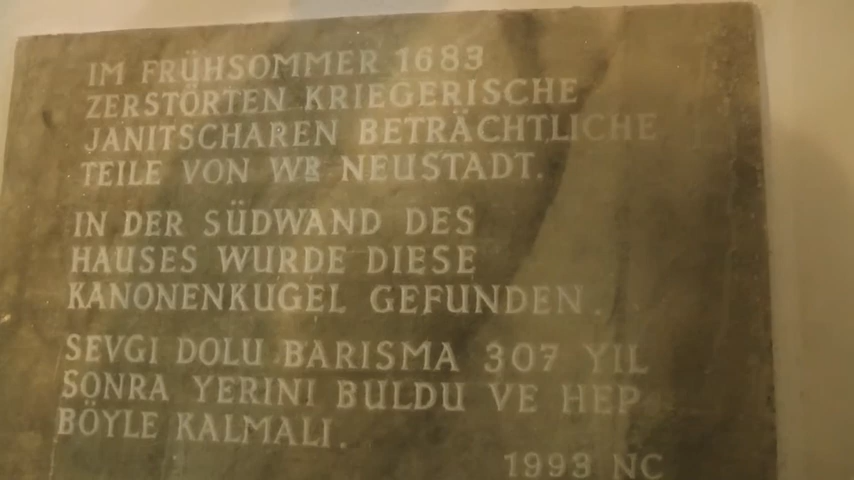 IM FRÜHSOMMER 1683
ZERSTÖRTEN KRIEGERISCHE
JANITSCHAREN BETRÄCHTLICHE
TEILE VON WR NEUSTADT.
IN DER SÜDWAND DES
HAUSES WURDE DIESE
KANONENKUGEL GEFUNDEN.
SEVGI DOLU BARISMA 307 YIL
SONRA YERINI BULDU VE HEP
BÖYLE KALMALI.
1993 NC